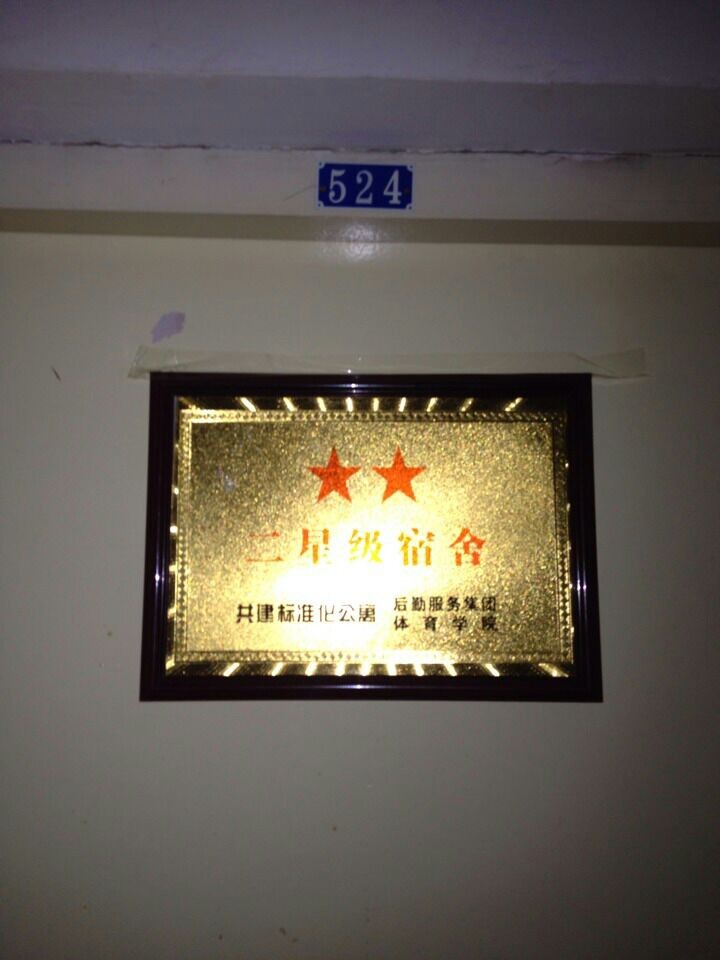 524
二星级宿舍
共建标准化公寓
后勤服务集团
体育学院